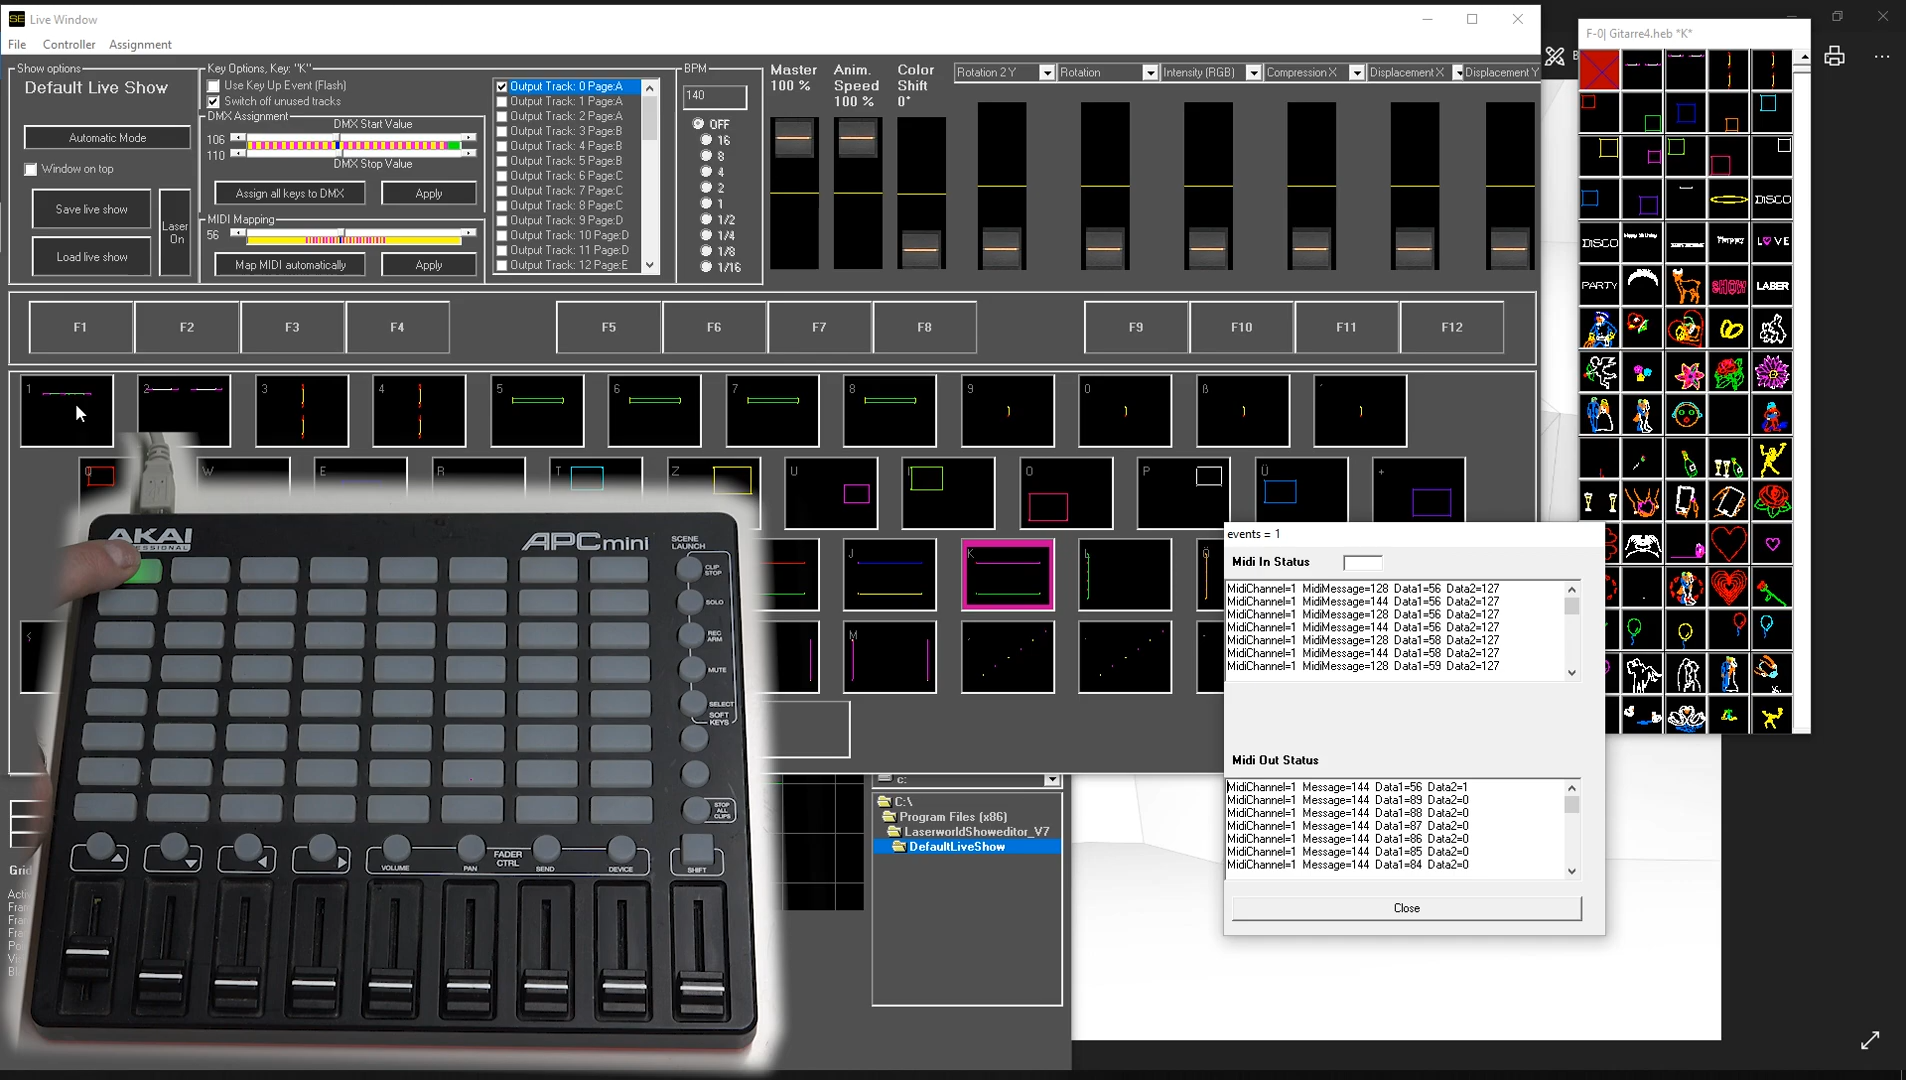 Live Window
File Controller Assignment
Show options
Default Live Show
Automatic Mode
Window on top
Save live show
Load live show
Laser
On
Key Options, Key: "K"
Use Key Up Event (Flash)
Switch off unused tracks
DMX Assignment
DMX Start Value
106
110
DMX Stop Value
Assign all keys to DMX
Apply
MIDI Mapping
56
Map MIDI automatically
Apply
Output Track: 0 Page:A
Output Track: 1 Page:A
Output Track: 2 Page:A
Output Track: 3 Page:B
Output Track: 4 Page:B
Output Track: 5 Page:B
Output Track: 6 Page:C
Output Track: 7 Page:C
Output Track: 8 Page:C
Output Track: 9 Page:D
Output Track: 10 Page:D
Output Track: 11 Page:D
Output Track: 12 Page:E
BPM
140
OFF
16
8
4
2
1
1/2
1/4
1/8
1/16
Master
100 %
Anim.
Speed
100 %
Color
Shift
0°
Rotation 2 Y
Rotation
Intensity (RGB)
Compression X
Displacement X
Displacement Y
F1 F2 F3 F4 F5 F6 F7 F8 F9 F10 F11 F12
1 2 3 4 5 6 7 8 9 0 ß ´
Q W E R T Z U I O P Ü +
J K L Ö
M
F-0| Gitarre4.heb *K*
DISCO
DISCO
LOVE
PARTY
SHOW
LASER
AKAI
PROFESSIONAL
APC mini
SCENE
LAUNCH
CLIP
STOP
SOLO
REC
ARM
MUTE
SELECT
SOFT
KEYS
STOP
ALL
CLIPS
VOLUME
PAN
FADER
CTRL
SEND
DEVICE
SHIFT
events = 1
Midi In Status
MidiChannel=1 MidiMessage=128 Data1=56 Data2=127
MidiChannel=1 MidiMessage=144 Data1=56 Data2=127
MidiChannel=1 MidiMessage=128 Data1=56 Data2=127
MidiChannel=1 MidiMessage=144 Data1=56 Data2=127
MidiChannel=1 MidiMessage=128 Data1=58 Data2=127
MidiChannel=1 MidiMessage=144 Data1=58 Data2=127
MidiChannel=1 MidiMessage=128 Data1=59 Data2=127
Midi Out Status
MidiChannel=1 Message=144 Data1=56 Data2=1
MidiChannel=1 Message=144 Data1=89 Data2=0
MidiChannel=1 Message=144 Data1=88 Data2=0
MidiChannel=1 Message=144 Data1=87 Data2=0
MidiChannel=1 Message=144 Data1=86 Data2=0
MidiChannel=1 Message=144 Data1=85 Data2=0
MidiChannel=1 Message=144 Data1=84 Data2=0
Close
c:
C:\
Program Files (x86)
LaserworldShoweditor_V7
DefaultLiveShow
Grid